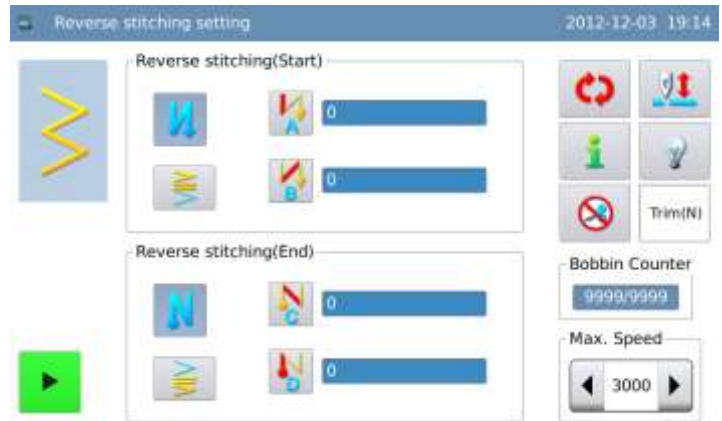 Reverse stitching setting 2012-12-03 19:14
Reverse stitching(Start)
A 0
B 0
Trim(N)
Reverse stitching(End)
C 0
D 0
Bobbin Counter
9999/9999
Max. Speed
3000